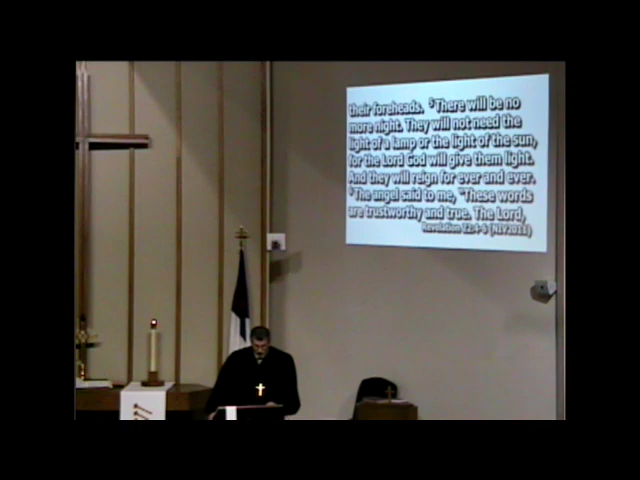 their foreheads. 5 There will be no
more night. They will not need the
light of a lamp or the light of the sun,
for the Lord God will give them light.
And they will reign for ever and ever.
6 The angel said to me, "These words
are trustworthy and true. The Lord,
Revelation 22:4-6 (NIV2011)